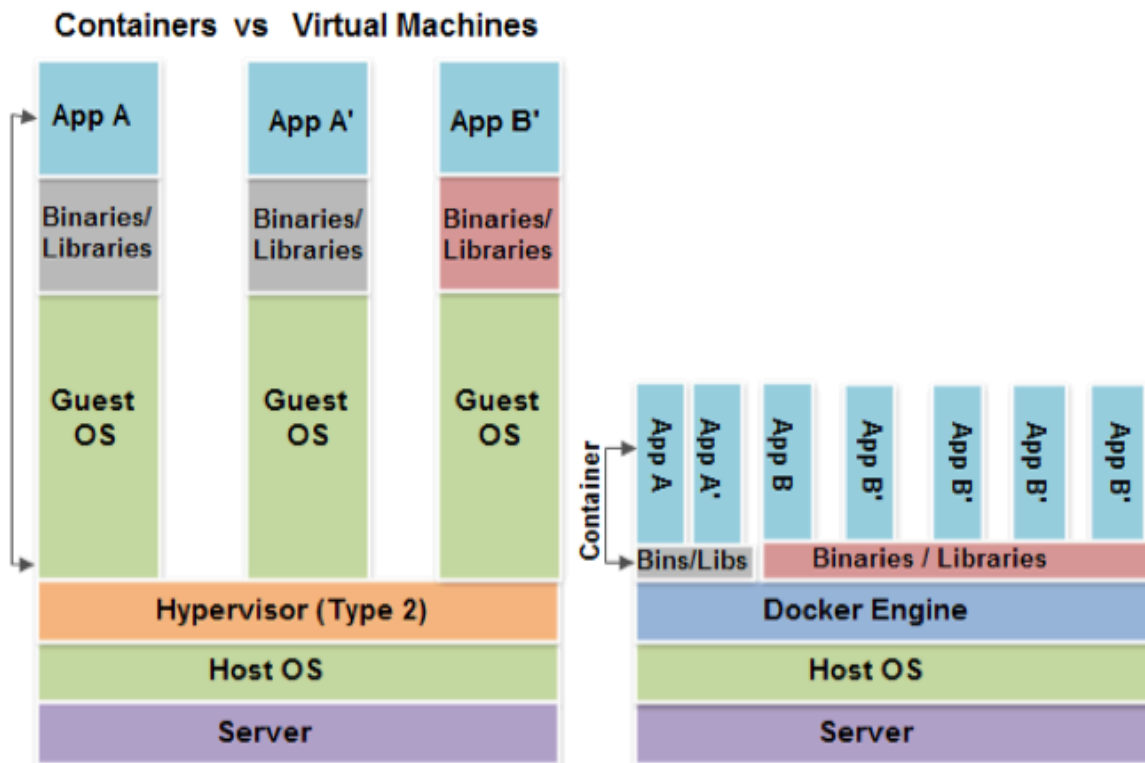 Containers vs Virtual Machines
App A
App A'
App B'
Binaries/
Libraries
Binaries/
Libraries
Binaries/
Libraries
Guest
OS
Guest
OS
Guest
OS
Hypervisor (Type 2)
Host OS
Server
Container
App A
App A'
App B
App B'
App B'
App B'
App B'
Bins/Libs
Binaries / Libraries
Docker Engine
Host OS
Server